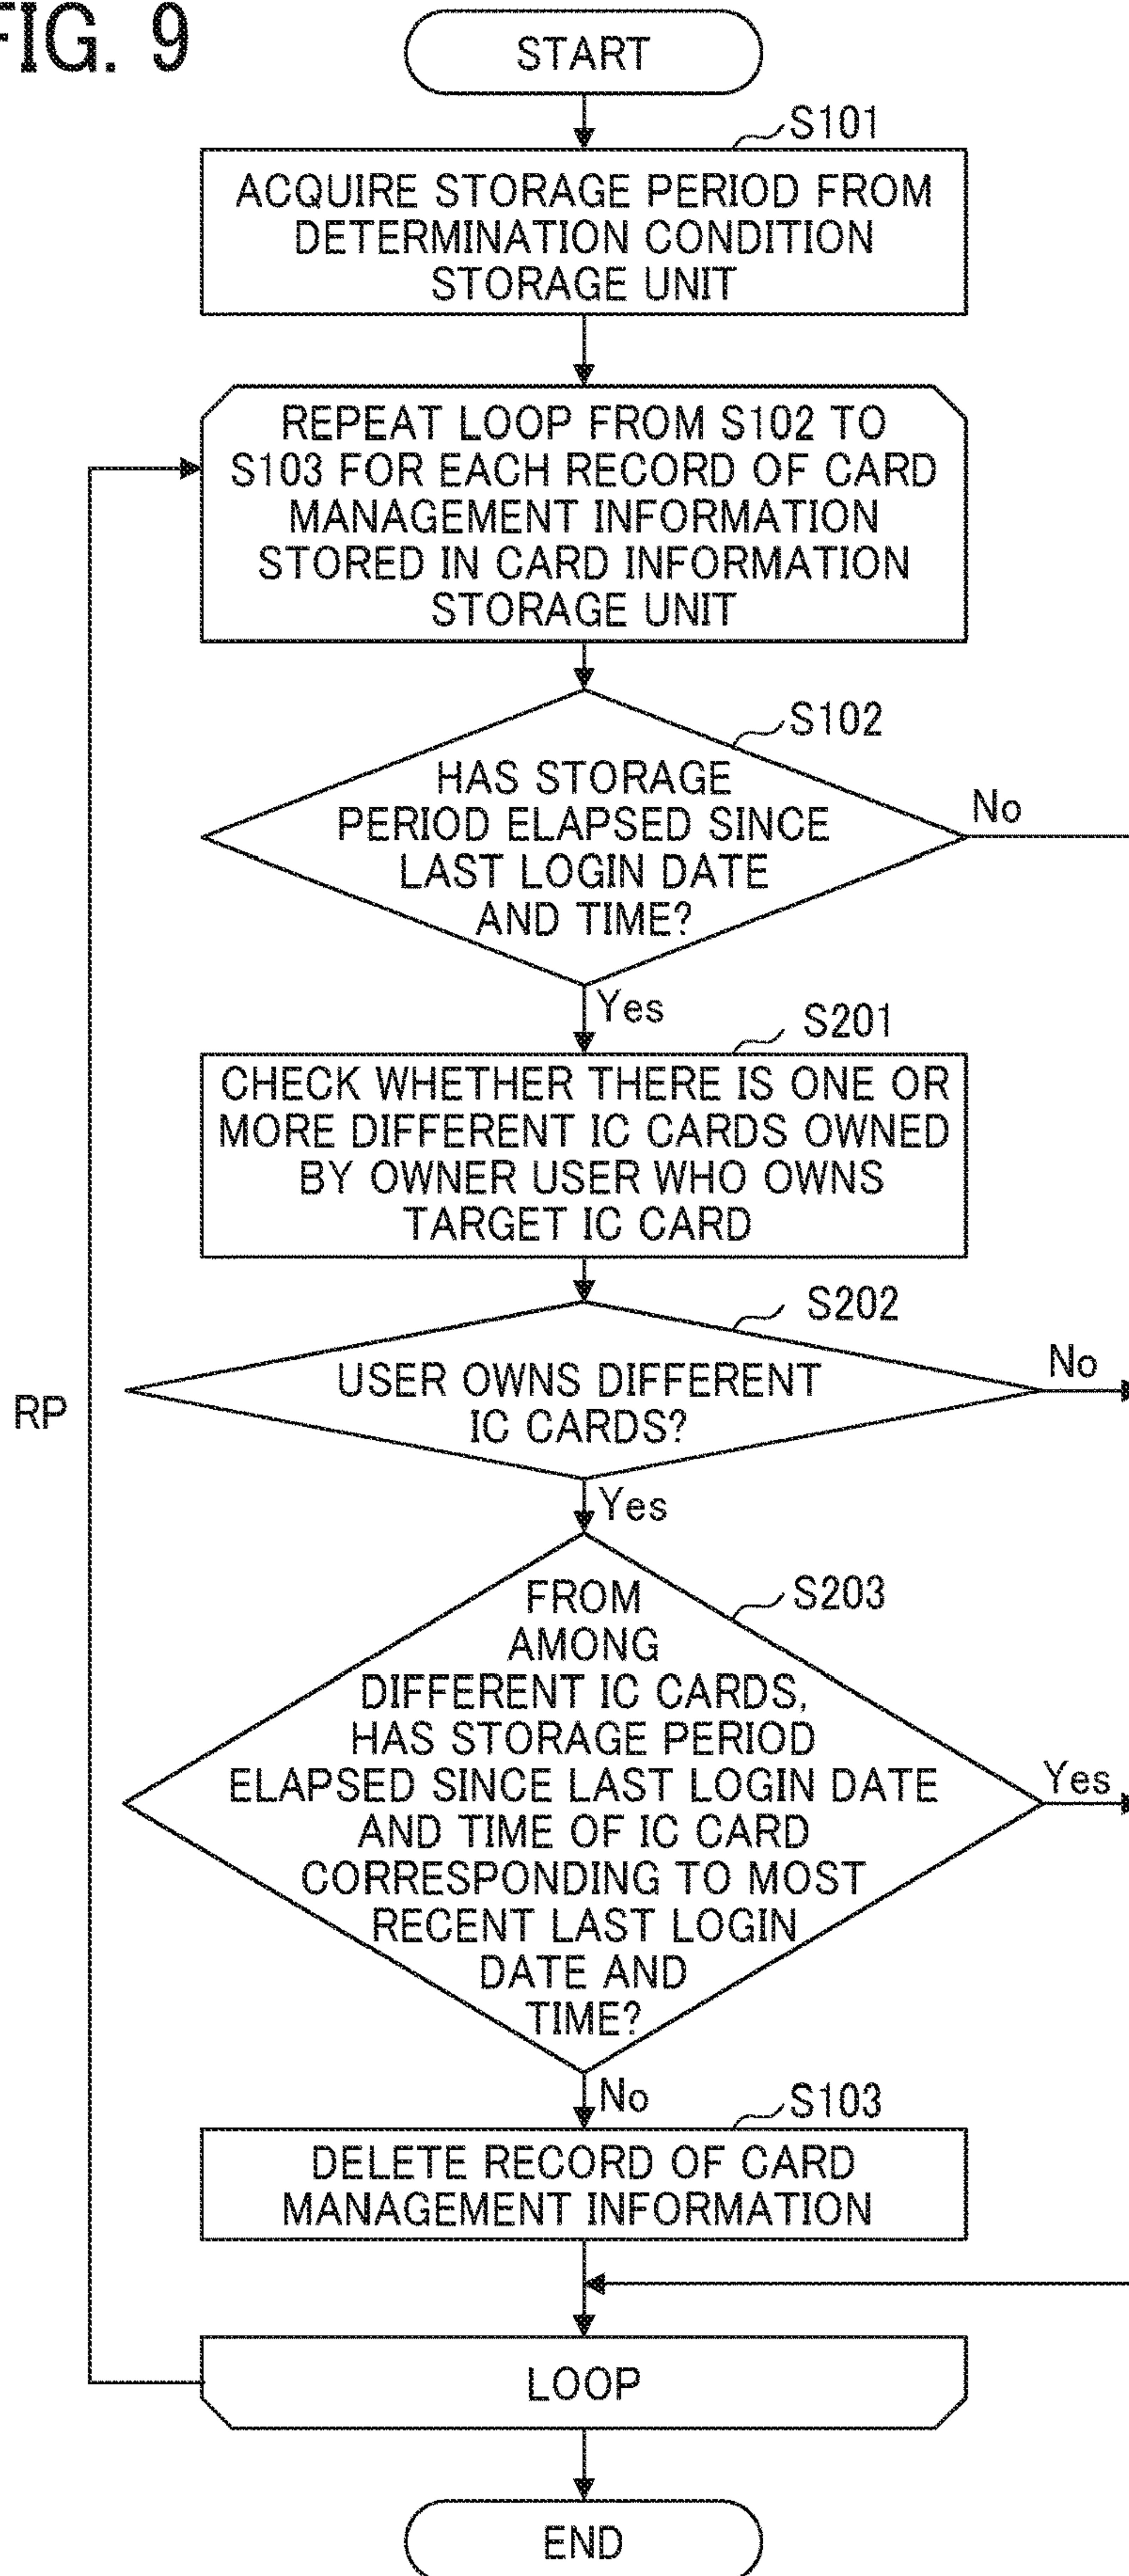 FIG. 9
START
S101
ACQUIRE STORAGE PERIOD FROM
DETERMINATION CONDITION
STORAGE UNIT
REPEAT LOOP FROM S102 TO
S103 FOR EACH RECORD OF CARD
MANAGEMENT INFORMATION
STORED IN CARD INFORMATION
STORAGE UNIT
S102
HAS STORAGE
PERIOD ELAPSED SINCE
LAST LOGIN DATE
AND TIME?
No
Yes
S201
CHECK WHETHER THERE IS ONE OR
MORE DIFFERENT IC CARDS OWNED
BY OWNER USER WHO OWNS
TARGET IC CARD
S202
USER OWNS DIFFERENT
IC CARDS?
No
RP
Yes
S203
FROM
AMONG
DIFFERENT IC CARDS,
HAS STORAGE PERIOD
ELAPSED SINCE LAST LOGIN DATE
AND TIME OF IC CARD
CORRESPONDING TO MOST
RECENT LAST LOGIN
DATE AND
TIME?
Yes
No
S103
DELETE RECORD OF CARD
MANAGEMENT INFORMATION
LOOP
END